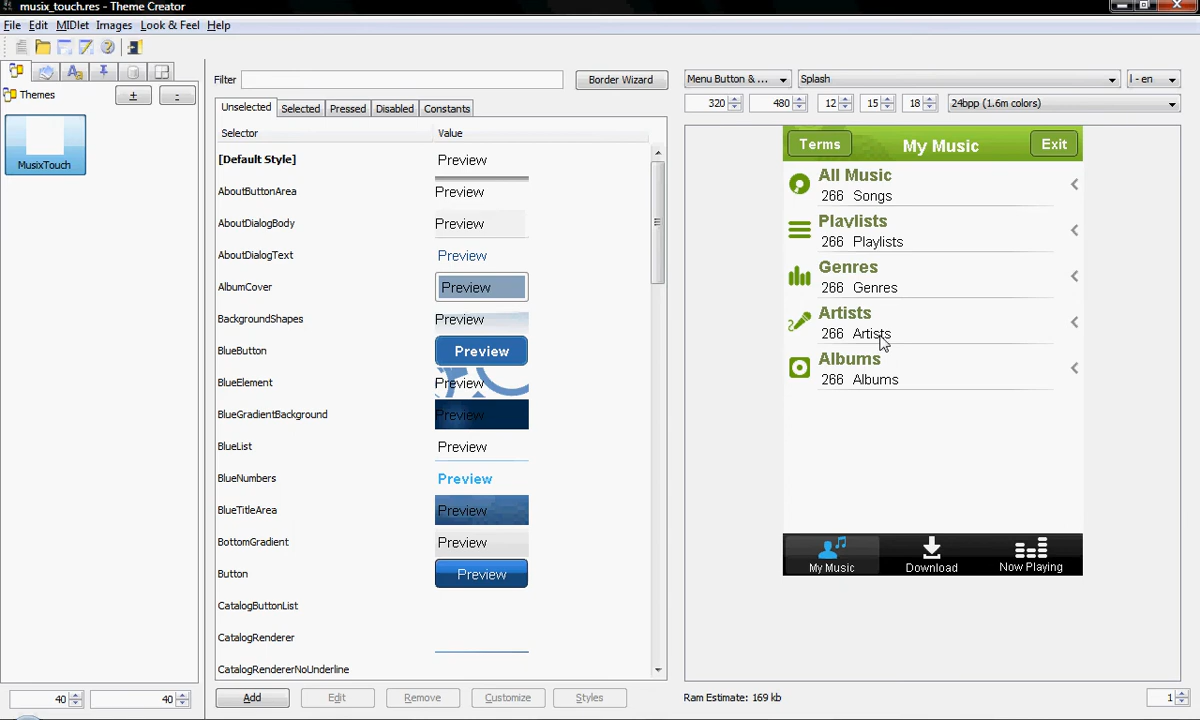 musix_touch.res - Theme Creator
File Edit MIDlet Images Look & Feel Help
Themes
+
-
MusixTouch
40
40
Filter
Border Wizard
Unselected Selected Pressed Disabled Constants
Selector Value
[Default Style] Preview
AboutButtonArea Preview
AboutDialogBody Preview
AboutDialogText Preview
AlbumCover Preview
BackgroundShapes Preview
BlueButton Preview
BlueElement Preview
BlueGradientBackground Preview
BlueList Preview
BlueNumbers Preview
BlueTitleArea Preview
BottomGradient Preview
Button Preview
CatalogButtonList
CatalogRenderer
CatalogRendererNoUnderline
Add Edit Remove Customize Styles
Menu Button & ... Splash l - en
320 480 12 15 18 24bpp (1.6m colors)
Terms My Music Exit
All Music
266 Songs
Playlists
266 Playlists
Genres
266 Genres
Artists
266 Artists
Albums
266 Albums
My Music Download Now Playing
Ram Estimate: 169 kb
1